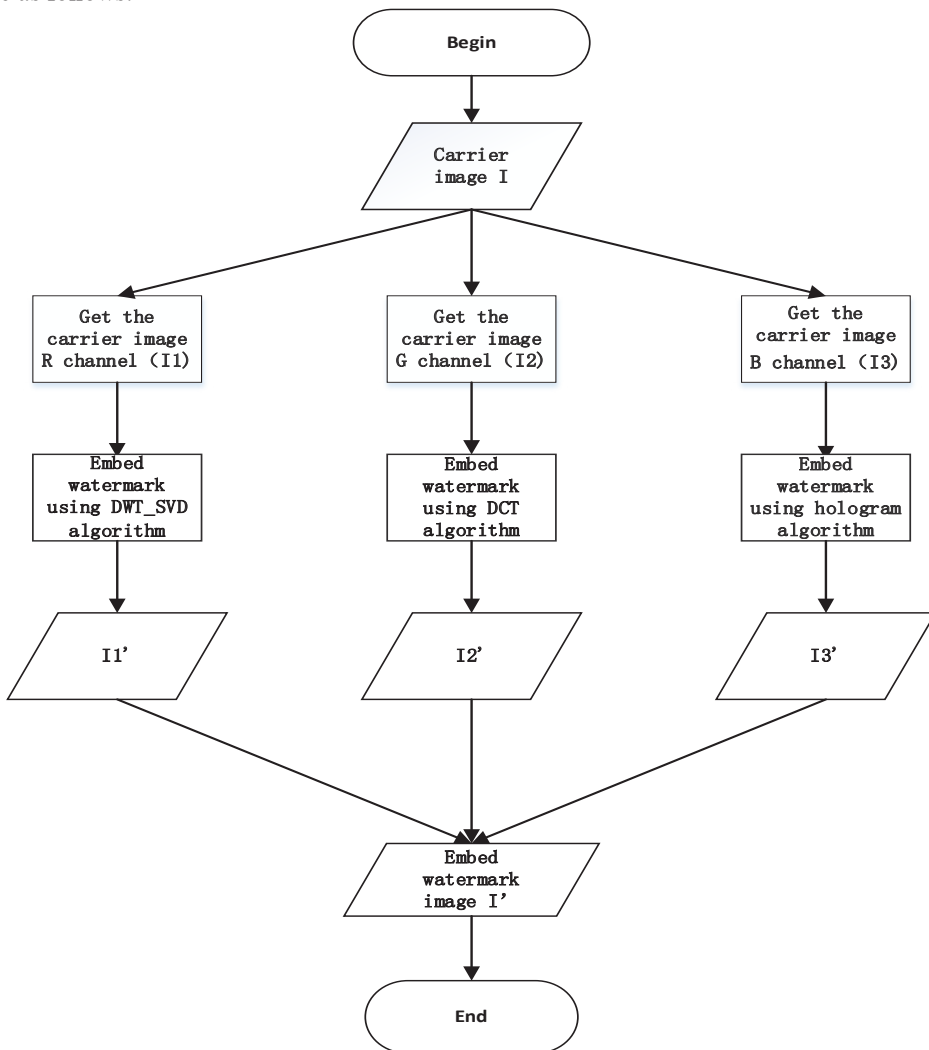 Begin
Carrier
image I
Get the
carrier image
R channel (I1)
Get the
carrier image
G channel (I2)
Get the
carrier image
B channel (I3)
Embed
watermark
using DWT_SVD
algorithm
Embed
watermark
using DCT
algorithm
Embed
watermark
using hologram
algorithm
I1'
I2'
I3'
Embed
watermark
image I'
End